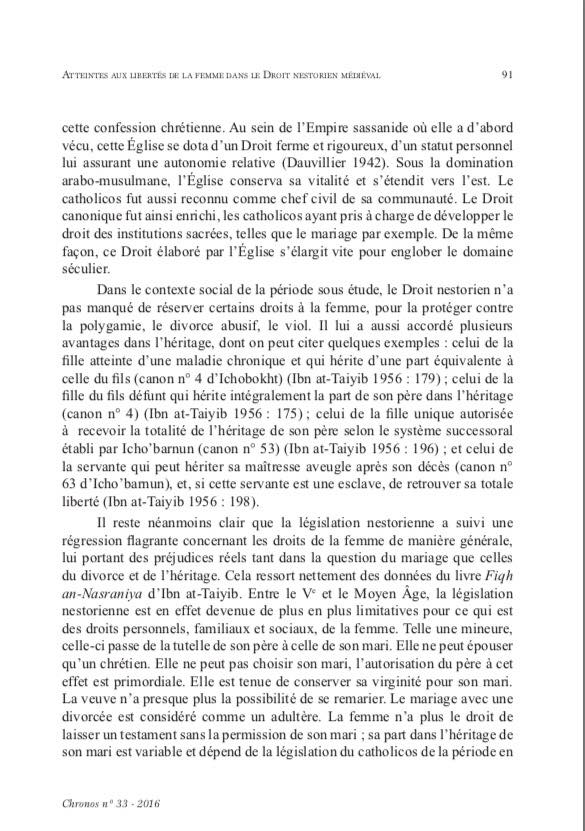 Atteintes aux libertés de la femme dans le Droit nestorien médiéval 91
cette confession chrétienne. Au sein de l’Empire sassanide où elle a d’abord
vécu, cette Église se dota d’un Droit ferme et rigoureux, d’un statut personnel
lui assurant une autonomie relative (Dauvillier 1942). Sous la domination
arabo-musulmane, l’Église conserva sa vitalité et s’étendit vers l’est. Le
catholicos fut aussi reconnu comme chef civil de sa communauté. Le Droit
canonique fut ainsi enrichi, les catholicos ayant pris à charge de développer le
droit des institutions sacrées, telles que le mariage par exemple. De la même
façon, ce Droit élaboré par l’Église s’élargit vite pour englober le domaine
séculier.
Dans le contexte social de la période sous étude, le Droit nestorien n’a
pas manqué de réserver certains droits à la femme, pour la protéger contre
la polygamie, le divorce abusif, le viol. Il lui a aussi accordé plusieurs
avantages dans l’héritage, dont on peut citer quelques exemples : celui de la
fille atteinte d’une maladie chronique et qui hérite d’une part équivalente à
celle du fils (canon n° 4 d’Ichobokht) (Ibn at-Taiyib 1956 : 179) ; celui de la
fille du fils défunt qui hérite intégralement la part de son père dans l’héritage
(canon n° 4) (Ibn at-Taiyib 1956 : 175) ; celui de la fille unique autorisée
à recevoir la totalité de l’héritage de son père selon le système successoral
établi par Icho’barnun (canon n° 53) (Ibn at-Taiyib 1956 : 196) ; et celui de
la servante qui peut hériter sa maîtresse aveugle après son décès (canon n°
63 d’Icho’barnun), et, si cette servante est une esclave, de retrouver sa totale
liberté (Ibn at-Taiyib 1956 : 198).
Il reste néanmoins clair que la législation nestorienne a suivi une
régression flagrante concernant les droits de la femme de manière générale,
lui portant des préjudices réels tant dans la question du mariage que celles
du divorce et de l’héritage. Cela ressort nettement des données du livre Fiqh
an-Nasraniya d’Ibn at-Taiyib. Entre le Ve et le Moyen Âge, la législation
nestorienne est en effet devenue de plus en plus limitatives pour ce qui est
des droits personnels, familiaux et sociaux, de la femme. Telle une mineure,
celle-ci passe de la tutelle de son père à celle de son mari. Elle ne peut épouser
qu’un chrétien. Elle ne peut pas choisir son mari, l’autorisation du père à cet
effet est primordiale. Elle est tenue de conserver sa virginité pour son mari.
La veuve n’a presque plus la possibilité de se remarier. Le mariage avec une
divorcée est considéré comme un adultère. La femme n’a plus le droit de
laisser un testament sans la permission de son mari ; sa part dans l’héritage de
son mari est variable et dépend de la législation du catholicos de la période en
Chronos n° 33 - 2016